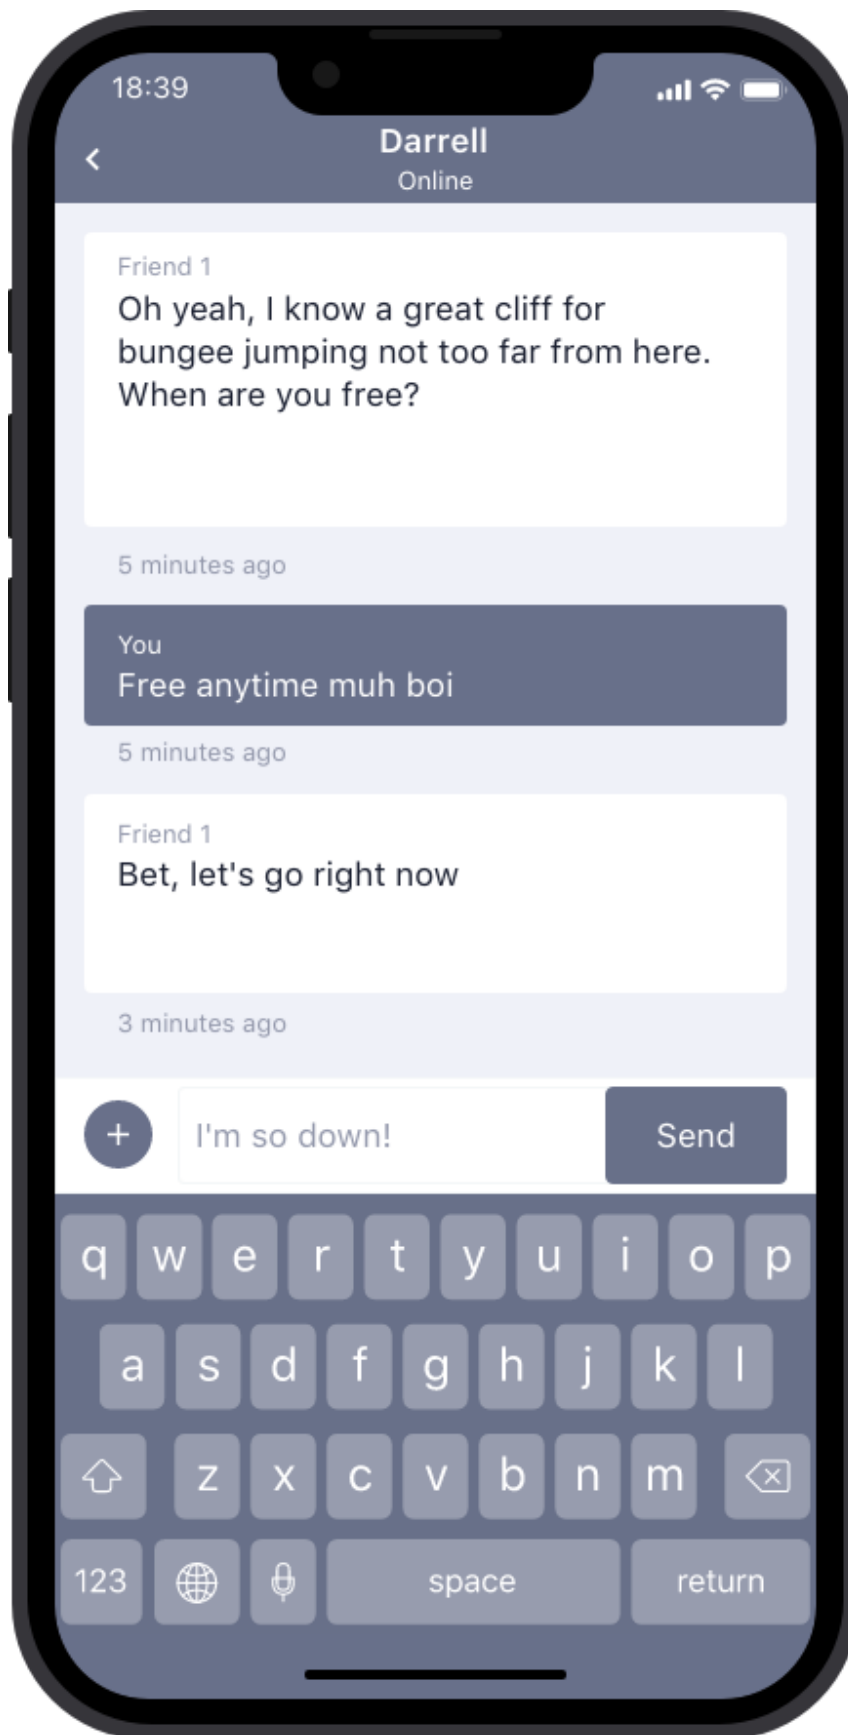 18:39
Darrell
Online
Friend 1
Oh yeah, I know a great cliff for
bungee jumping not too far from here.
When are you free?
5 minutes ago
You
Free anytime muh boi
5 minutes ago
Friend 1
Bet, let's go right now
3 minutes ago
+ I'm so down! Send
q w e r t y u i o p
a s d f g h j k l
z x c v b n m
123 space return